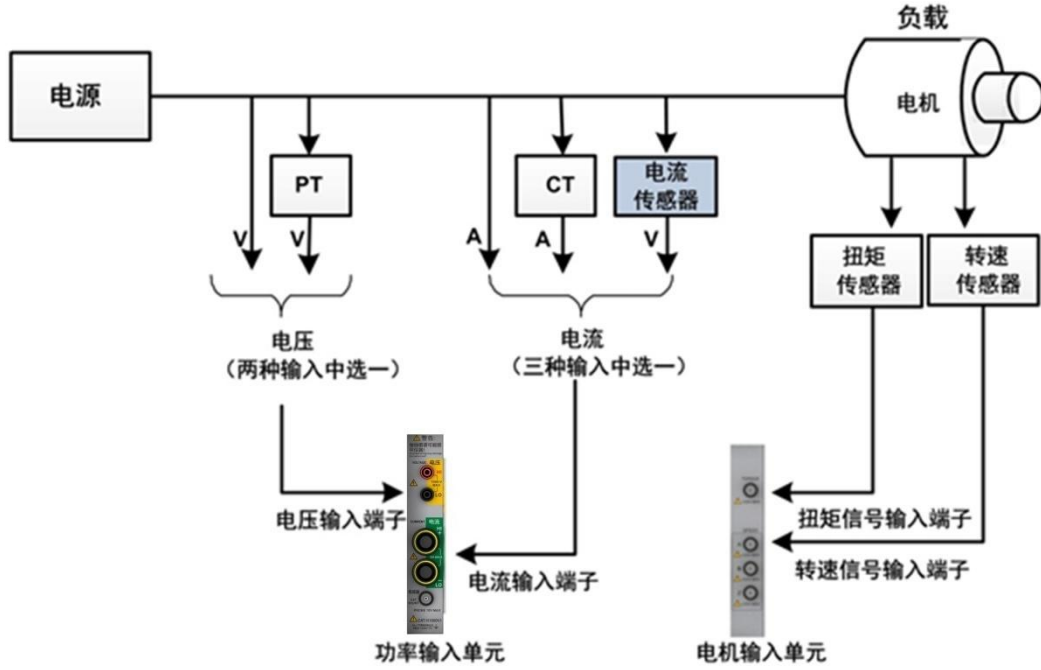 负载
电源
电机
PT
CT
电流
传感器
V
V
A
A
V
扭矩
传感器
转速
传感器
电压
（两种输入中选一）
电流
（三种输入中选一）
电压
电流
电压输入端子
电流输入端子
扭矩信号输入端子
转速信号输入端子
功率输入单元
电机输入单元